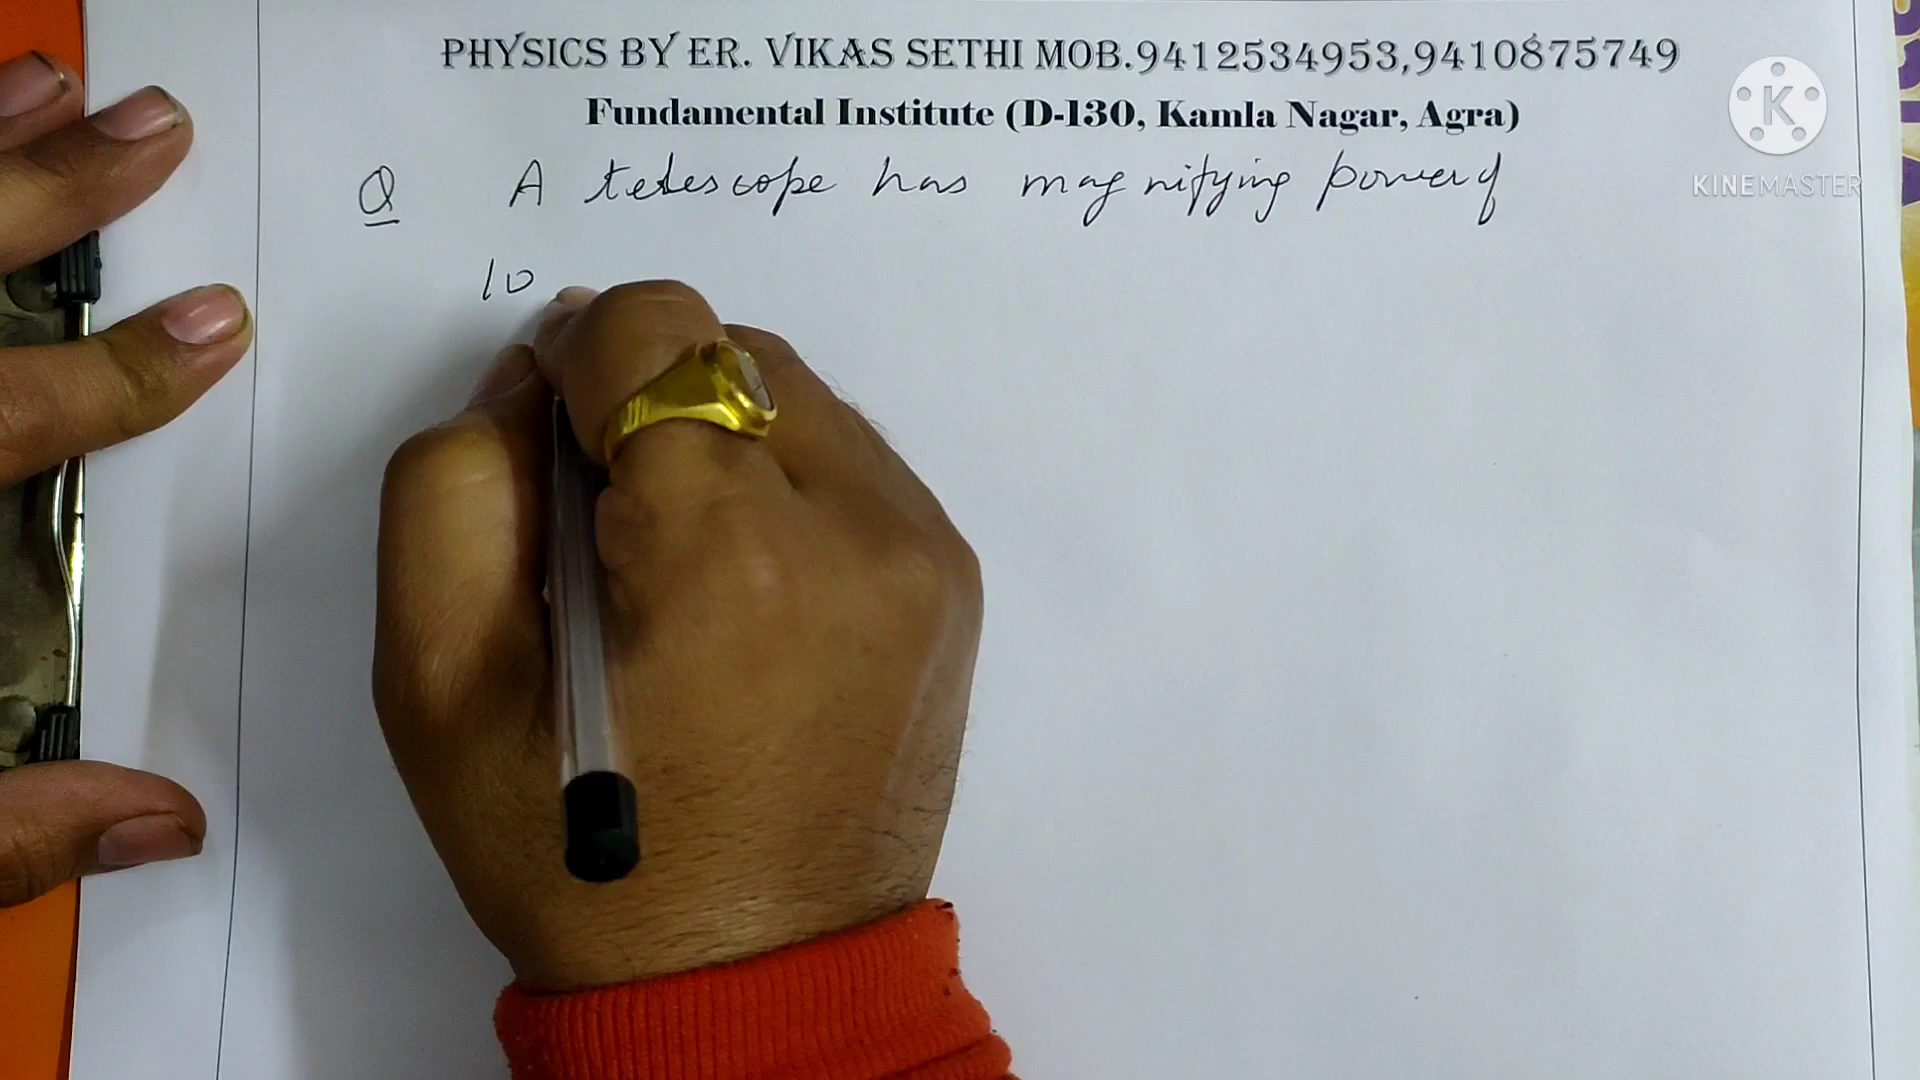 PHYSICS BY ER. VIKAS SETHI MOB.9412534953,9410875749
Fundamental Institute (D-130, Kamla Nagar, Agra)
K
KINEMASTER
Q A telescope has magnifying power of
10